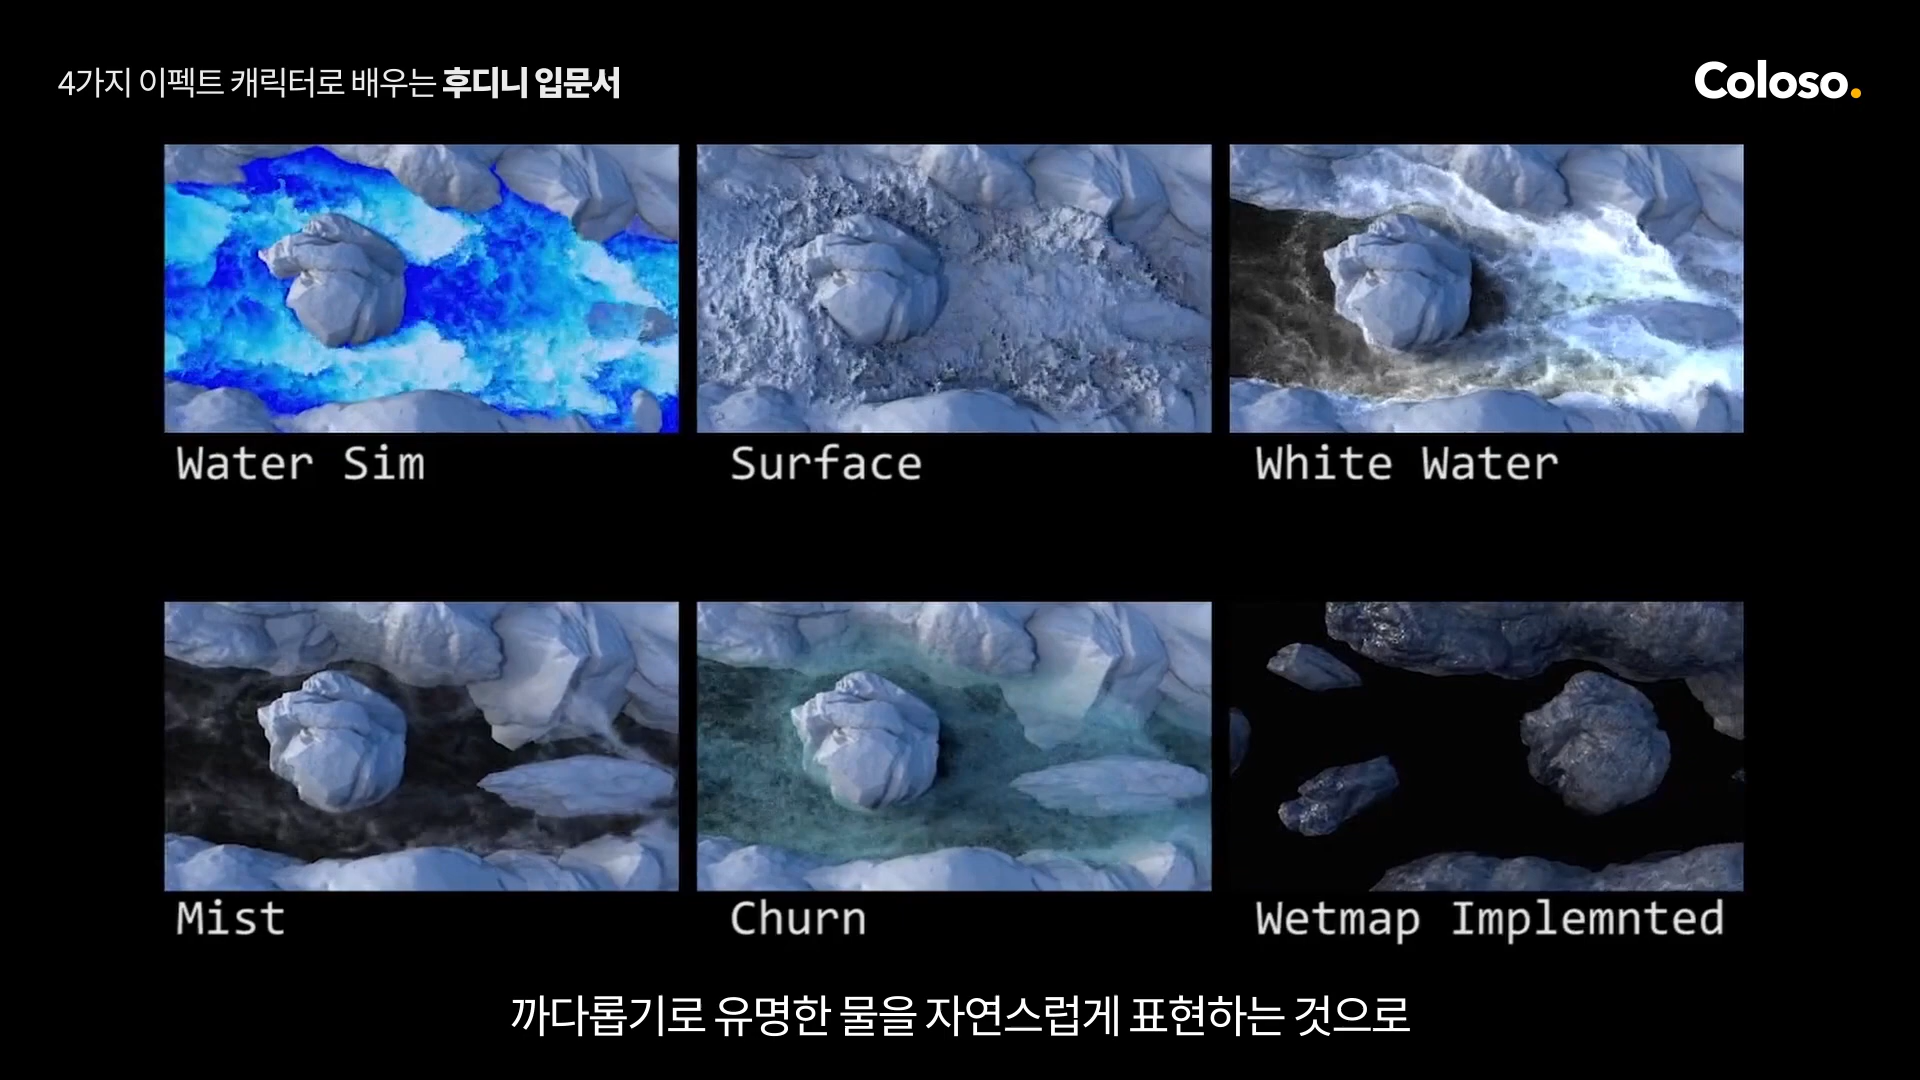 4가지 이펙트 캐릭터로 배우는 후디니 입문서
Coloso.
Water Sim
Surface
White Water
Mist
Churn
Wetmap Implemnted
까다롭기로 유명한 물을 자연스럽게 표현하는 것으로